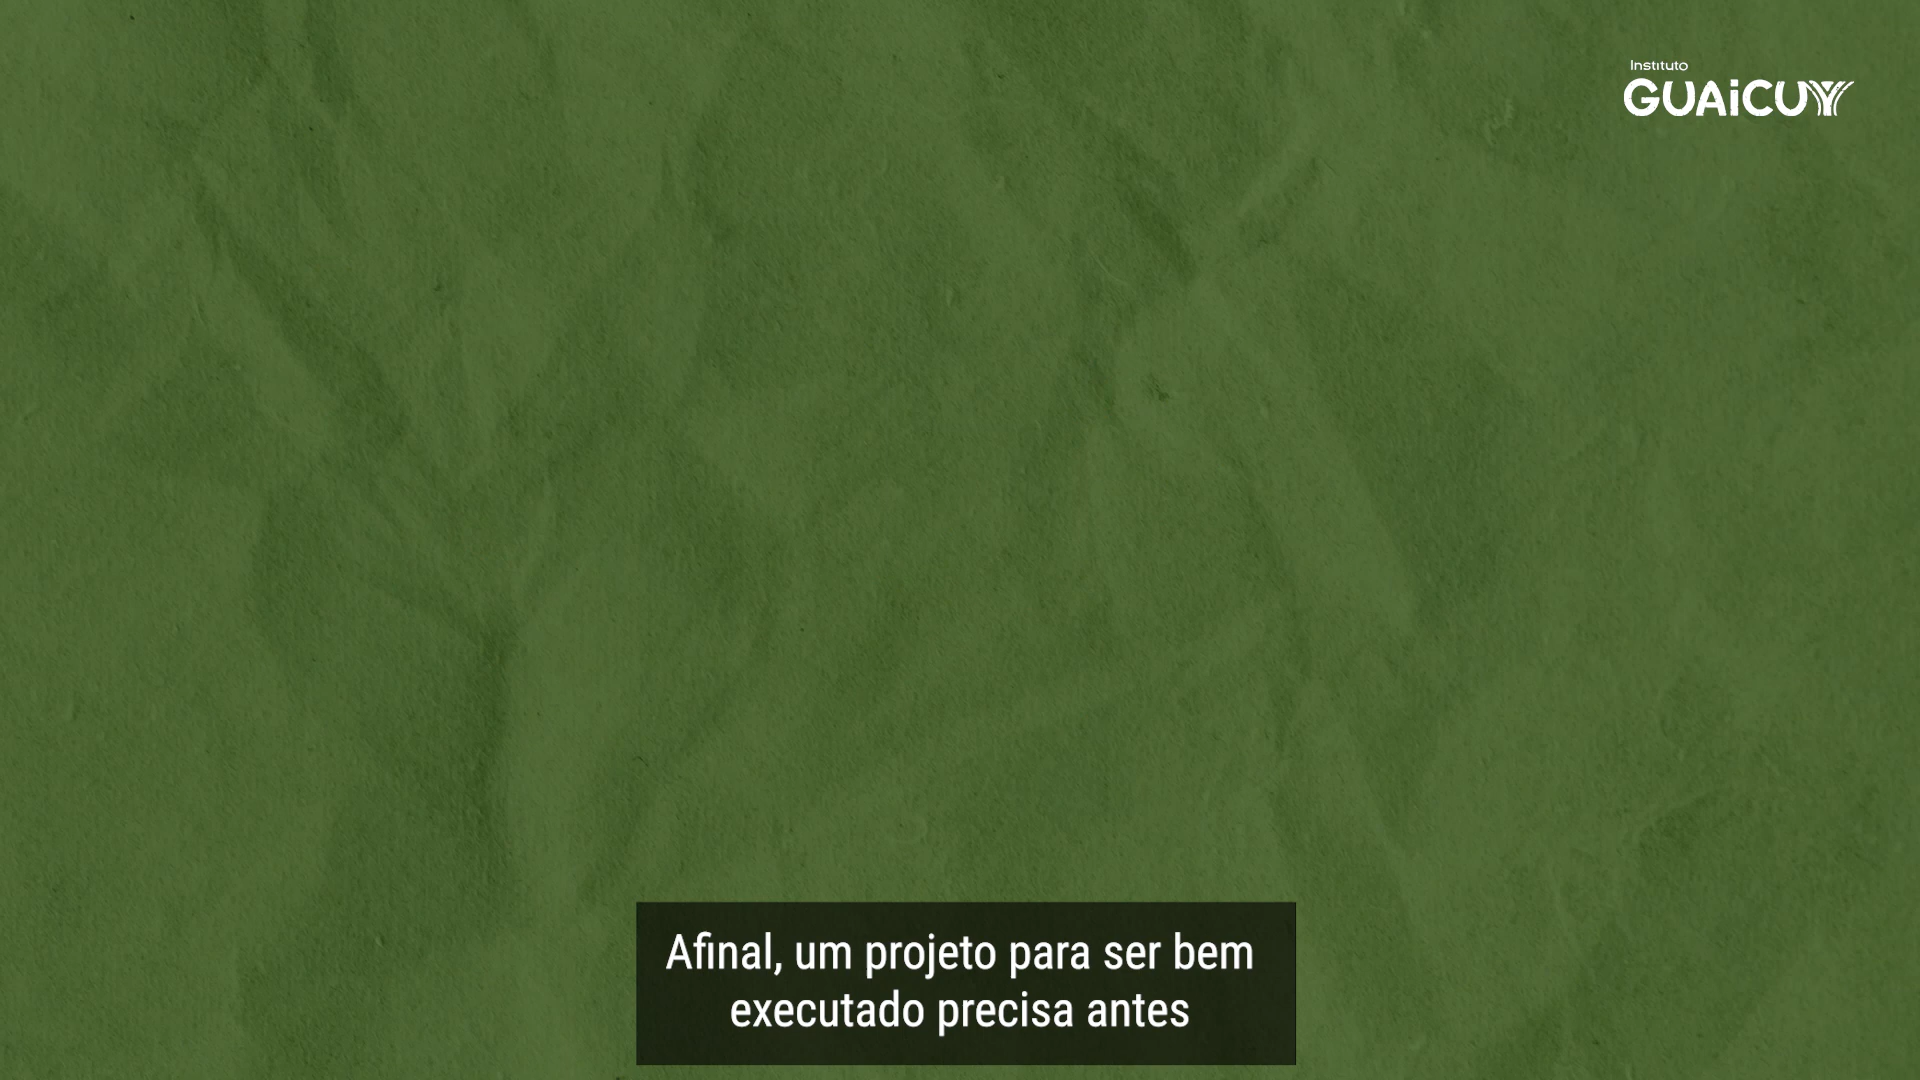 Instituto
GUAiCUY
Afinal, um projeto para ser bem
executado precisa antes